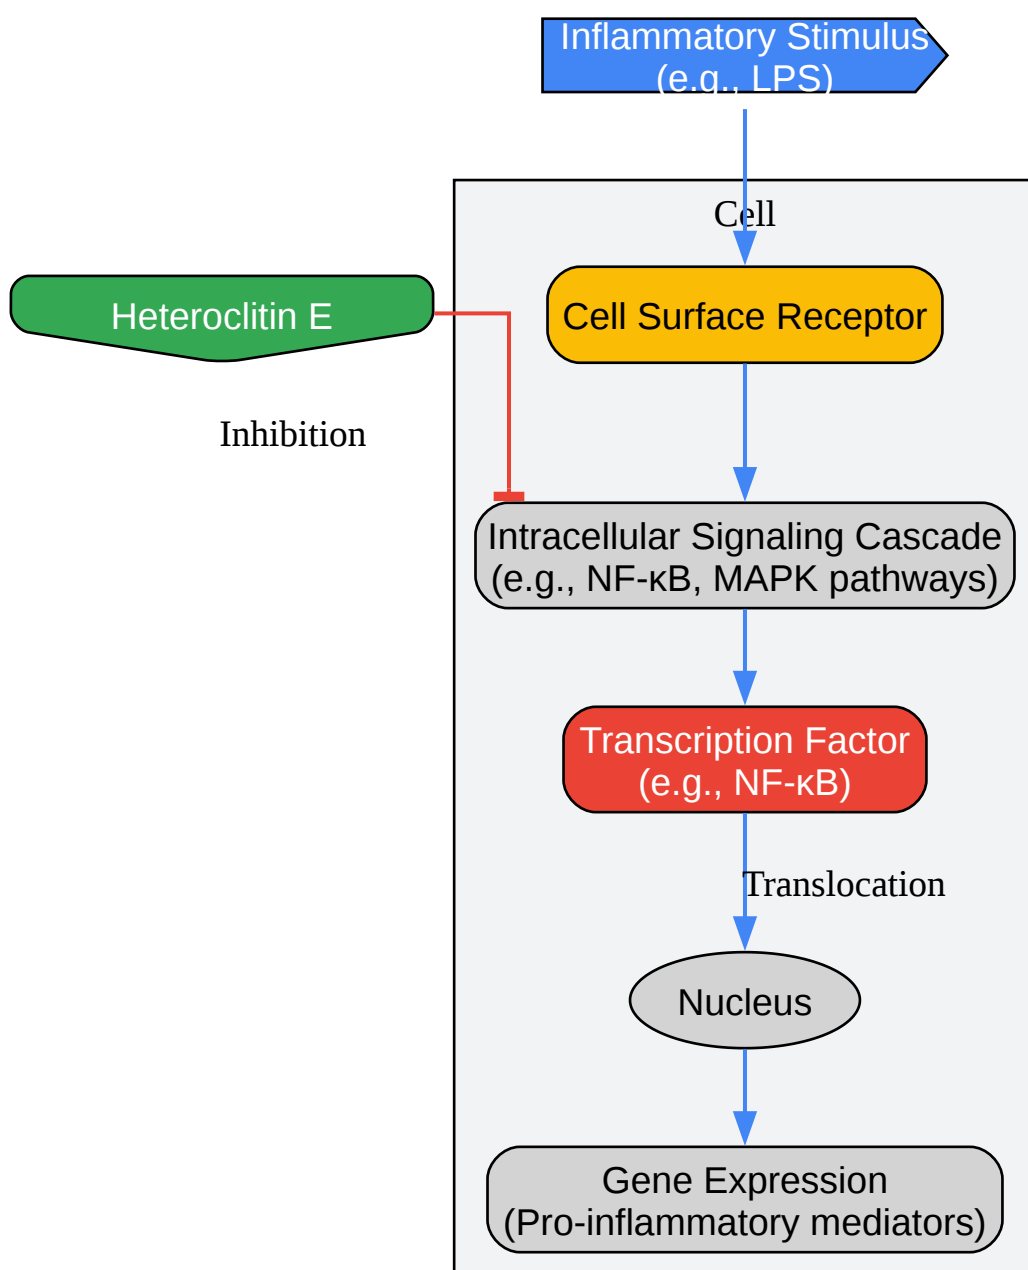 Inflammatory Stimulus
(e.g., LPS)
Cell
Heteroclitin E
Cell Surface Receptor
Inhibition
Intracellular Signaling Cascade
(e.g., NF-κB, MAPK pathways)
Transcription Factor
(e.g., NF-κB)
Translocation
Nucleus
Gene Expression
(Pro-inflammatory mediators)